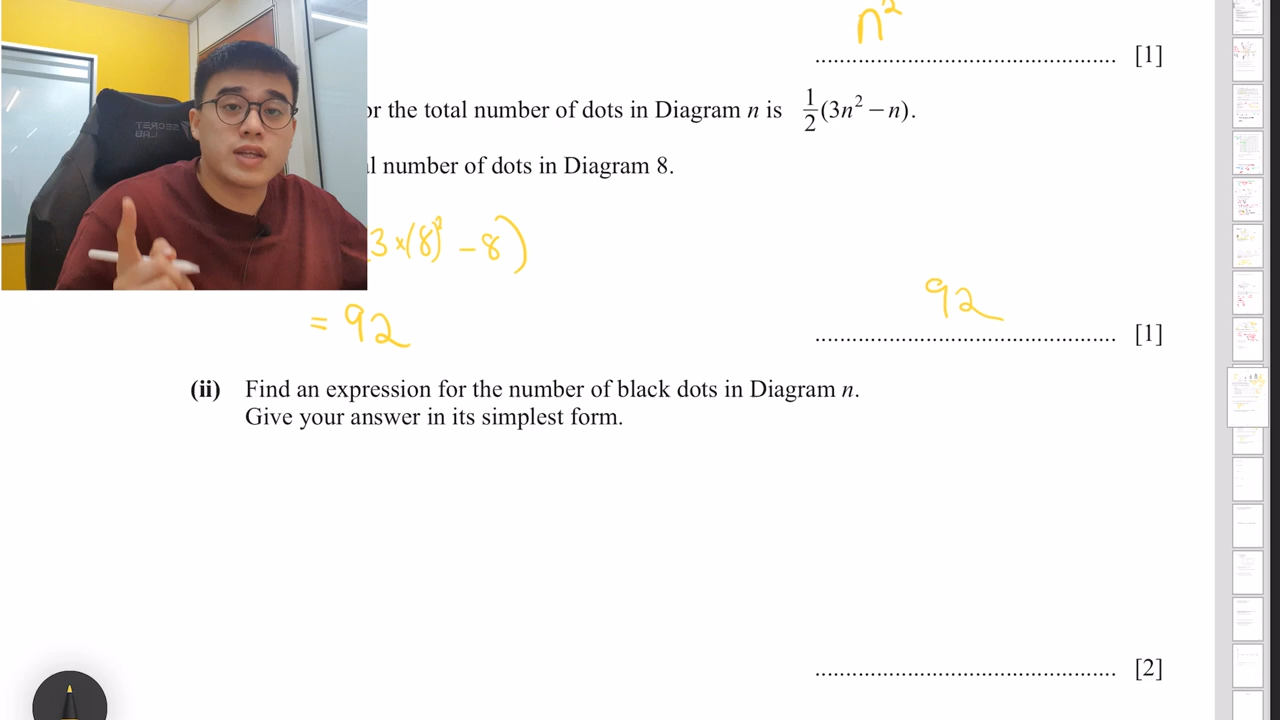 n²
.................................................. [1]
or the total number of dots in Diagram n is 1/2(3n² − n).
l number of dots in Diagram 8.
3×(8)² − 8)
= 92
92
.................................................. [1]
(ii) Find an expression for the number of black dots in Diagram n.
Give your answer in its simplest form.
.................................................. [2]
SECRET
LAB